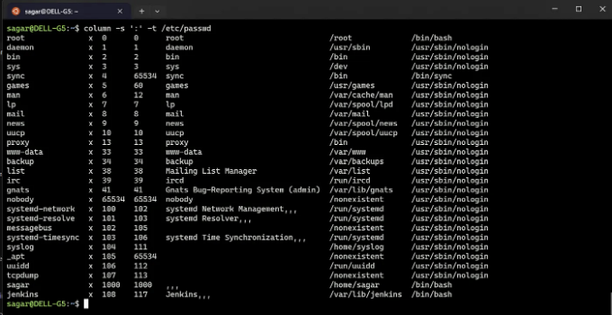 sagar@DELL-G5: ~
sagar@DELL-G5:~$ column -s ':' -t /etc/passwd
root x 0 0 root /root /bin/bash
daemon x 1 1 daemon /usr/sbin /usr/sbin/nologin
bin x 2 2 bin /bin /usr/sbin/nologin
sys x 3 3 sys /dev /usr/sbin/nologin
sync x 4 65534 sync /bin /bin/sync
games x 5 60 games /usr/games /usr/sbin/nologin
man x 6 12 man /var/cache/man /usr/sbin/nologin
lp x 7 7 lp /var/spool/lpd /usr/sbin/nologin
mail x 8 8 mail /var/mail /usr/sbin/nologin
news x 9 9 news /var/spool/news /usr/sbin/nologin
uucp x 10 10 uucp /var/spool/uucp /usr/sbin/nologin
proxy x 13 13 proxy /bin /usr/sbin/nologin
www-data x 33 33 www-data /var/www /usr/sbin/nologin
backup x 34 34 backup /var/backups /usr/sbin/nologin
list x 38 38 Mailing List Manager /var/list /usr/sbin/nologin
irc x 39 39 ircd /run/ircd /usr/sbin/nologin
gnats x 41 41 Gnats Bug-Reporting System (admin) /var/lib/gnats /usr/sbin/nologin
nobody x 65534 65534 nobody /nonexistent /usr/sbin/nologin
systemd-network x 100 102 systemd Network Management,,, /run/systemd /usr/sbin/nologin
systemd-resolve x 101 103 systemd Resolver,,, /run/systemd /usr/sbin/nologin
messagebus x 102 105 /nonexistent /usr/sbin/nologin
systemd-timesync x 103 106 systemd Time Synchronization,,, /run/systemd /usr/sbin/nologin
syslog x 104 111 /home/syslog /usr/sbin/nologin
_apt x 105 65534 /nonexistent /usr/sbin/nologin
uuidd x 106 112 /run/uuidd /usr/sbin/nologin
tcpdump x 107 113 /nonexistent /usr/sbin/nologin
sagar x 1000 1000 ,,, /home/sagar /bin/bash
jenkins x 108 117 Jenkins,,, /var/lib/jenkins /bin/bash
sagar@DELL-G5:~$